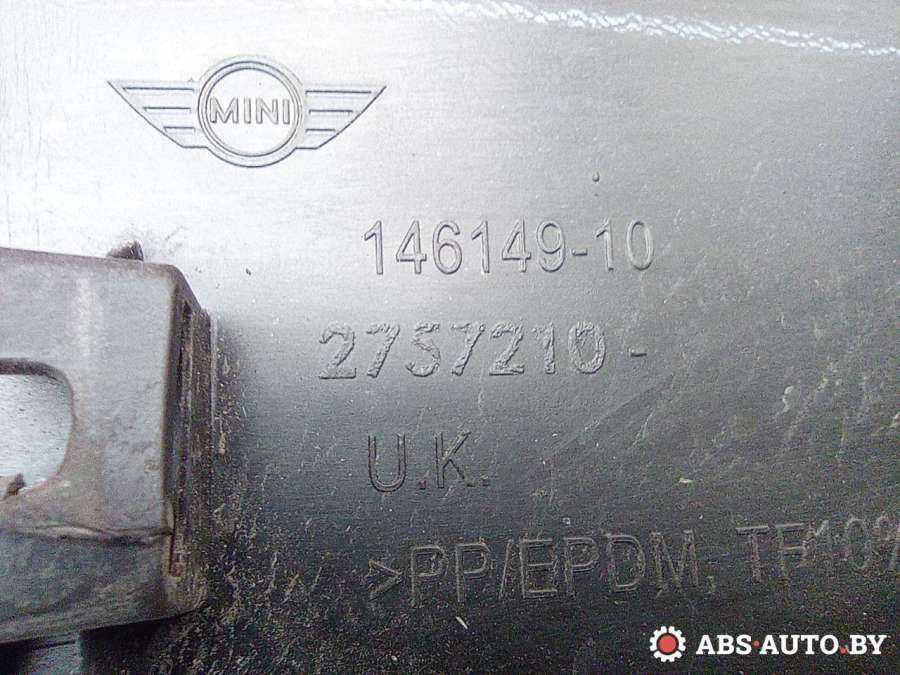 MINI
146149-10
2757210-
U.K.
>PP/EPDM, 
ABS-AUTO.BY